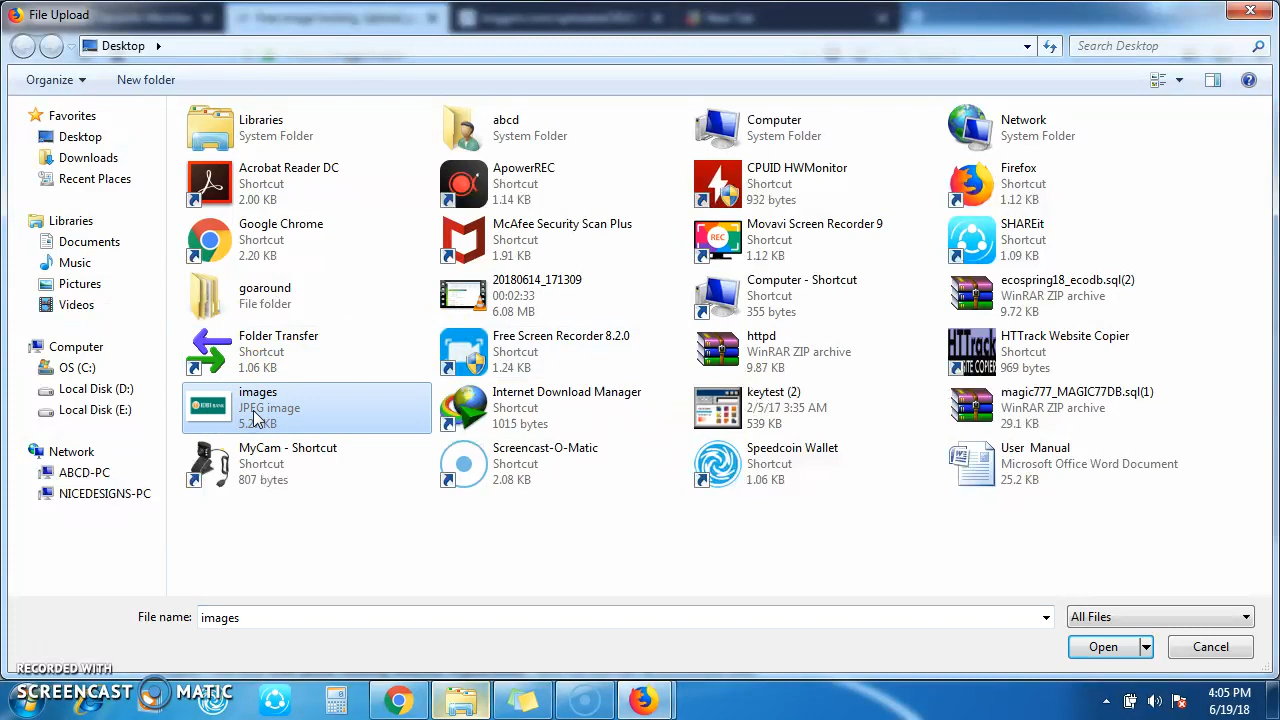 File Upload
Desktop
Search Desktop
Organize
New folder
Favorites
Desktop
Downloads
Recent Places
Libraries
Documents
Music
Pictures
Videos
Computer
OS (C:)
Local Disk (D:)
Local Disk (E:)
Network
ABCD-PC
NICEDESIGNS-PC
Libraries
System Folder
abcd
System Folder
Computer
System Folder
Network
System Folder
Acrobat Reader DC
Shortcut
2.00 KB
ApowerREC
Shortcut
1.14 KB
CPUID HWMonitor
Shortcut
932 bytes
Firefox
Shortcut
1.12 KB
Google Chrome
Shortcut
2.20 KB
McAfee Security Scan Plus
Shortcut
1.91 KB
REC
Movavi Screen Recorder 9
Shortcut
1.12 KB
SHAREit
Shortcut
1.09 KB
goaround
File folder
20180614_171309
00:02:33
6.08 MB
Computer - Shortcut
Shortcut
355 bytes
ecospring18_ecodb.sql(2)
WinRAR ZIP archive
9.72 KB
Folder Transfer
Shortcut
1.06 KB
Free Screen Recorder 8.2.0
Shortcut
1.24 KB
httpd
WinRAR ZIP archive
9.87 KB
HTTrack Website Copier
Shortcut
969 bytes
images
JPEG image
KB
Internet Download Manager
Shortcut
1015 bytes
keytest (2)
2/5/17 3:35 AM
539 KB
magic777_MAGIC77DB.sql(1)
WinRAR ZIP archive
29.1 KB
MyCam - Shortcut
Shortcut
807 bytes
Screencast-O-Matic
Shortcut
2.08 KB
Speedcoin Wallet
Shortcut
1.06 KB
User Manual
Microsoft Office Word Document
25.2 KB
File name:
images
All Files
Open
Cancel
RECORDED WITH
SCREENCAST MATIC
4:05 PM
6/19/18